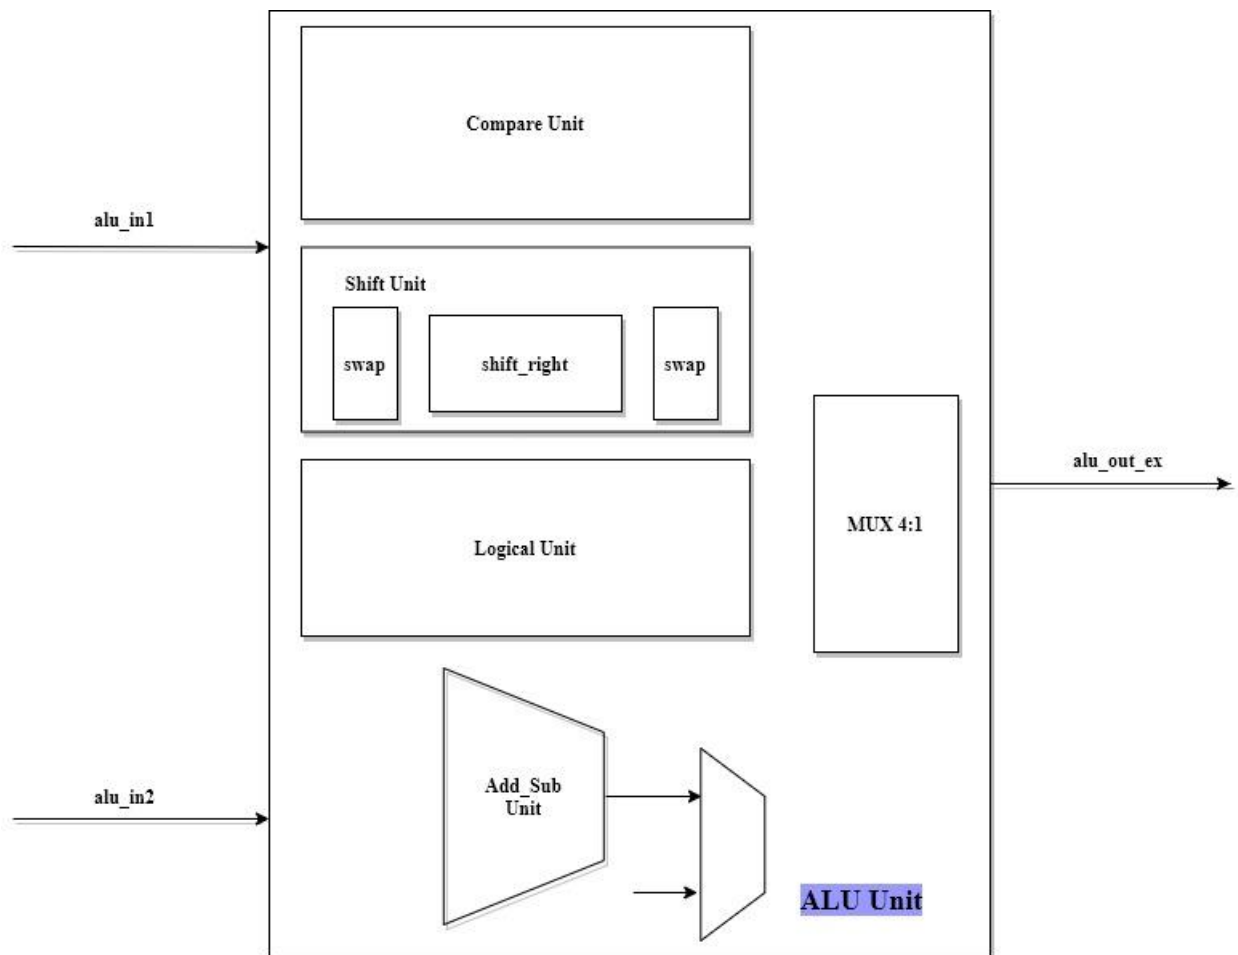 Compare Unit
alu_in1
Shift Unit
swap
shift_right
swap
alu_out_ex
MUX 4:1
Logical Unit
Add_Sub
Unit
alu_in2
ALU Unit